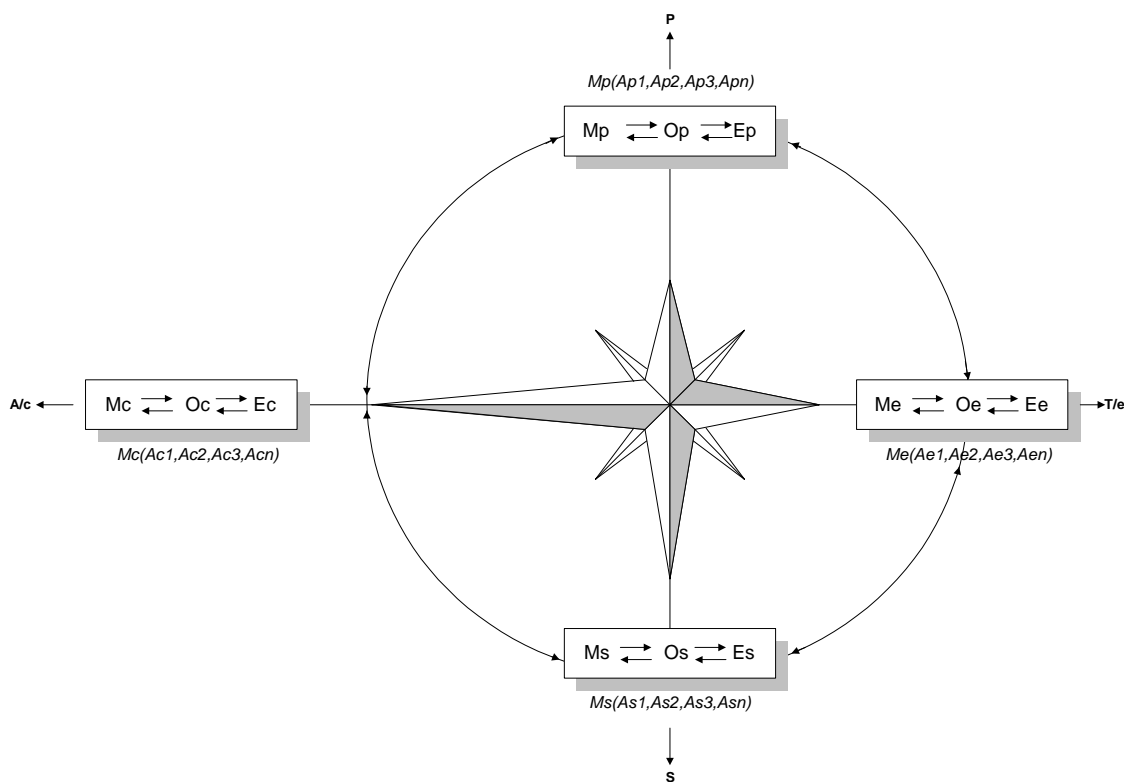 P
Mp(Ap1,Ap2,Ap3,Apn)
Mp Op Ep
A/c
Mc Oc Ec
Mc(Ac1,Ac2,Ac3,Acn)
Me Oe Ee
T/e
Me(Ae1,Ae2,Ae3,Aen)
Ms Os Es
Ms(As1,As2,As3,Asn)
S